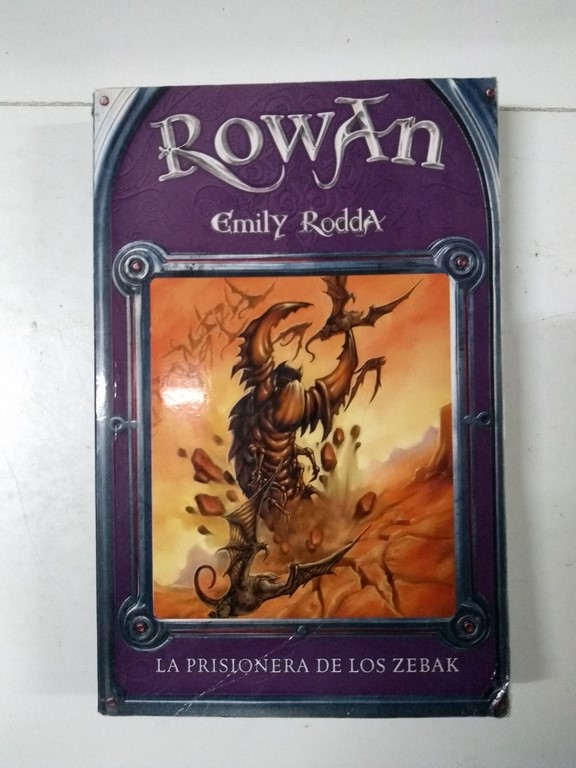 Rowan
Emily Rodda
LA PRISIONERA DE LOS ZEBAK